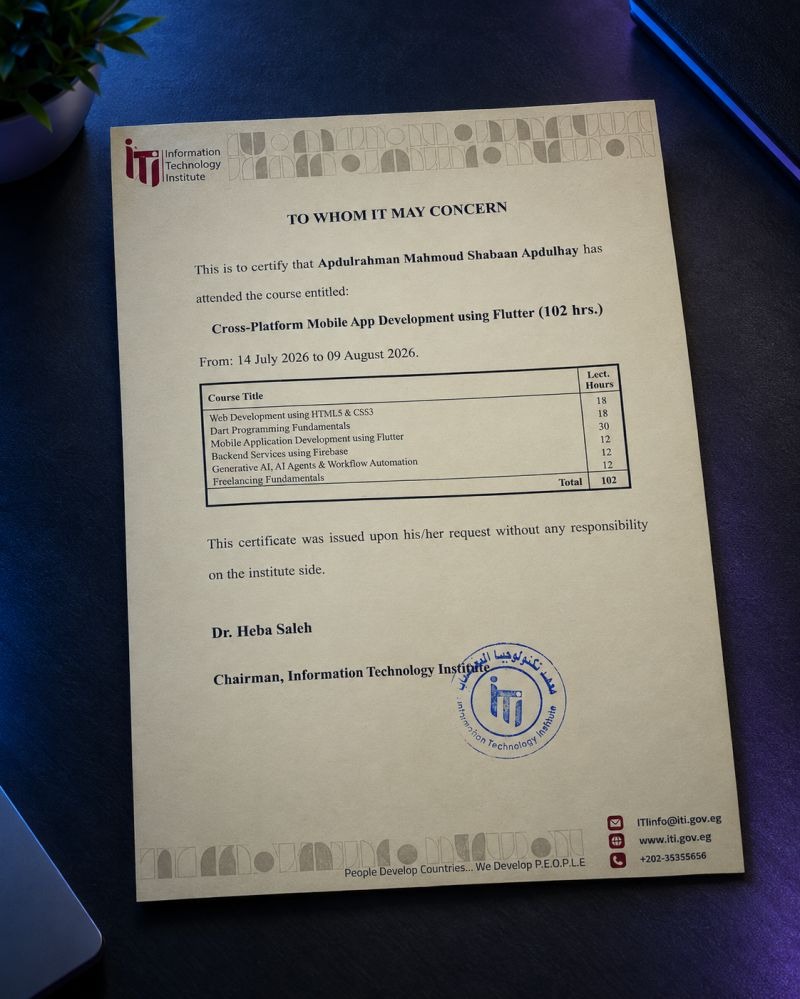 iTi Information
Technology
Institute
TO WHOM IT MAY CONCERN
This is to certify that Apdulrahman Mahmoud Shabaan Apdulhay has
attended the course entitled:
Cross-Platform Mobile App Development using Flutter (102 hrs.)
From: 14 July 2026 to 09 August 2026.
Course Title Lect. Hours
Web Development using HTML5 & CSS3 18
Dart Programming Fundamentals 18
Mobile Application Development using Flutter 30
Backend Services using Firebase 12
Generative AI, AI Agents & Workflow Automation 12
Freelancing Fundamentals 12
Total 102
This certificate was issued upon his/her request without any responsibility
on the institute side.
Dr. Heba Saleh
Chairman, Information Technology Institute
معهد تكنولوجيا المعلومات
iTi
Information Technology Institute
ITIinfo@iti.gov.eg
www.iti.gov.eg
+202-35355656
People Develop Countries... We Develop P.E.O.P.L.E